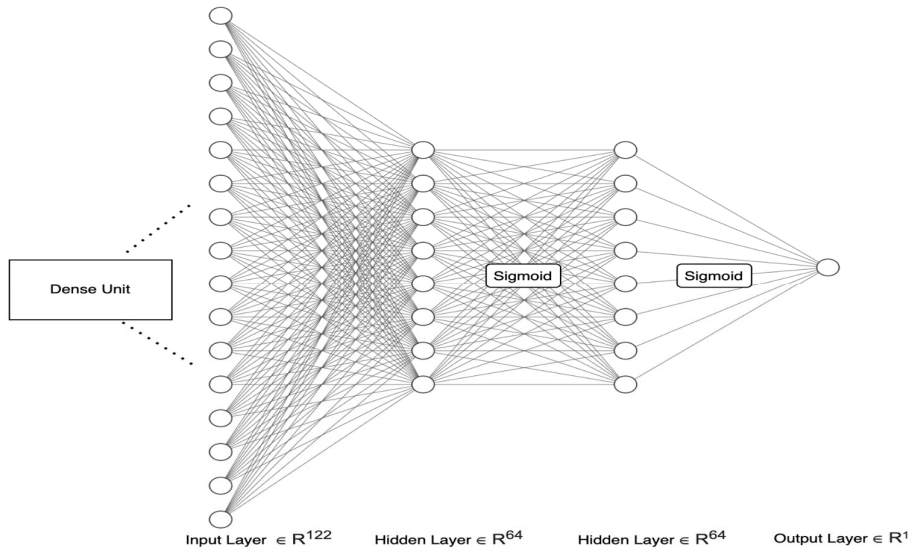 Dense Unit
Sigmoid
Sigmoid
Input Layer ∈ R¹²²
Hidden Layer ∈ R⁶⁴
Hidden Layer ∈ R⁶⁴
Output Layer ∈ R¹